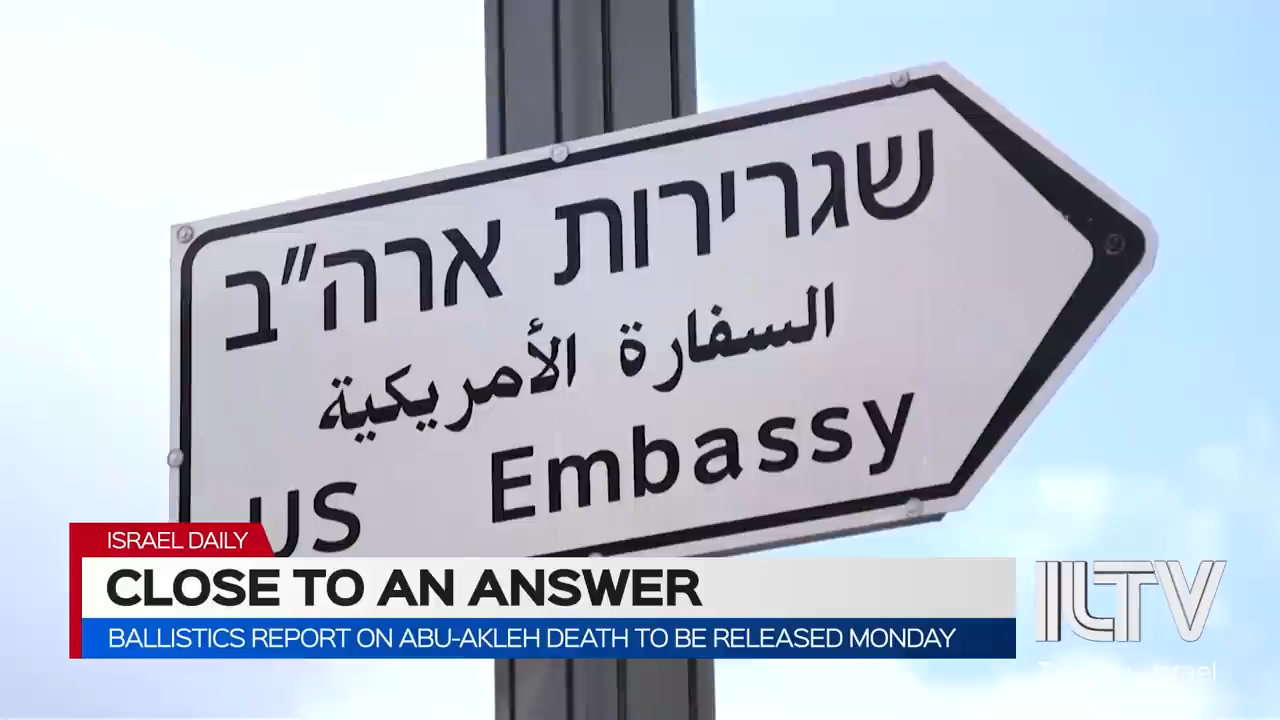 שגרירות ארה״ב
السفارة الأمريكية
US Embassy
ISRAEL DAILY
CLOSE TO AN ANSWER
BALLISTICS REPORT ON ABU-AKLEH DEATH TO BE RELEASED MONDAY
ILTV